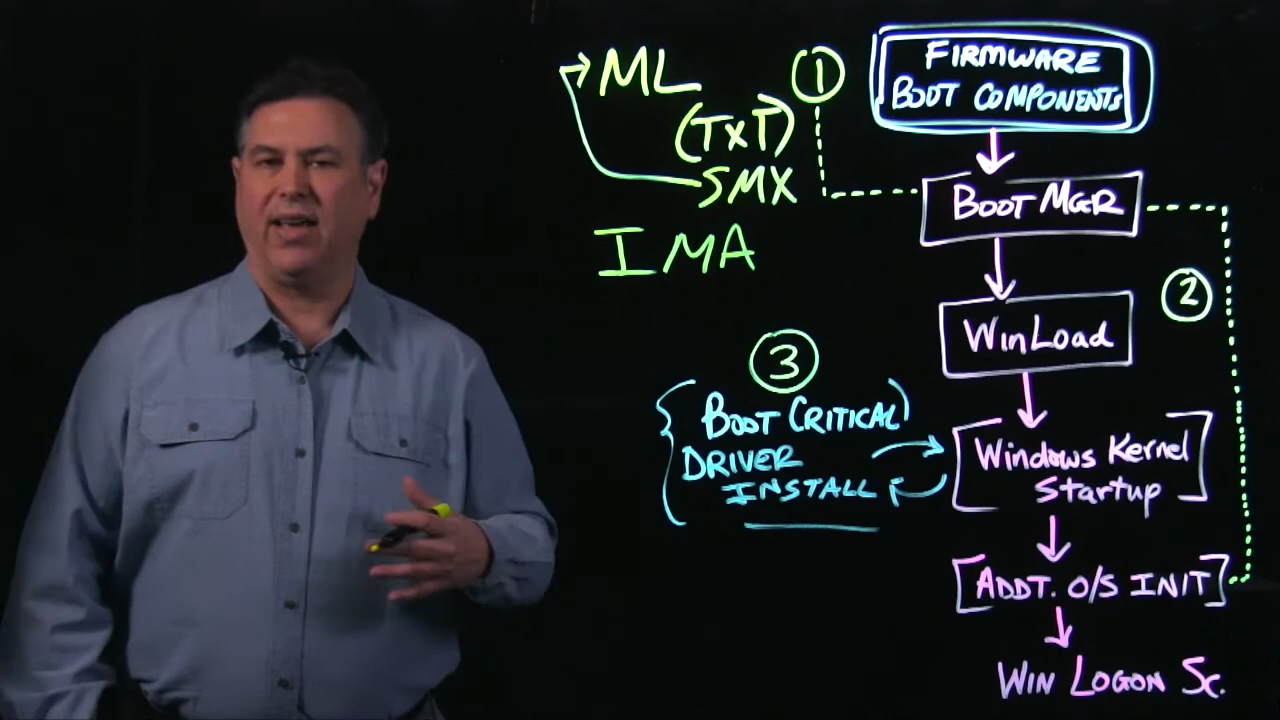 ML
(TXT)
SMX
IMA
1
FIRMWARE
BOOT COMPONENTS
BOOT MGR
2
WINLOAD
3
BOOT CRITICAL
DRIVER
INSTALL
Windows Kernel
Startup
ADDT. O/S INIT
WIN LOGON SC.